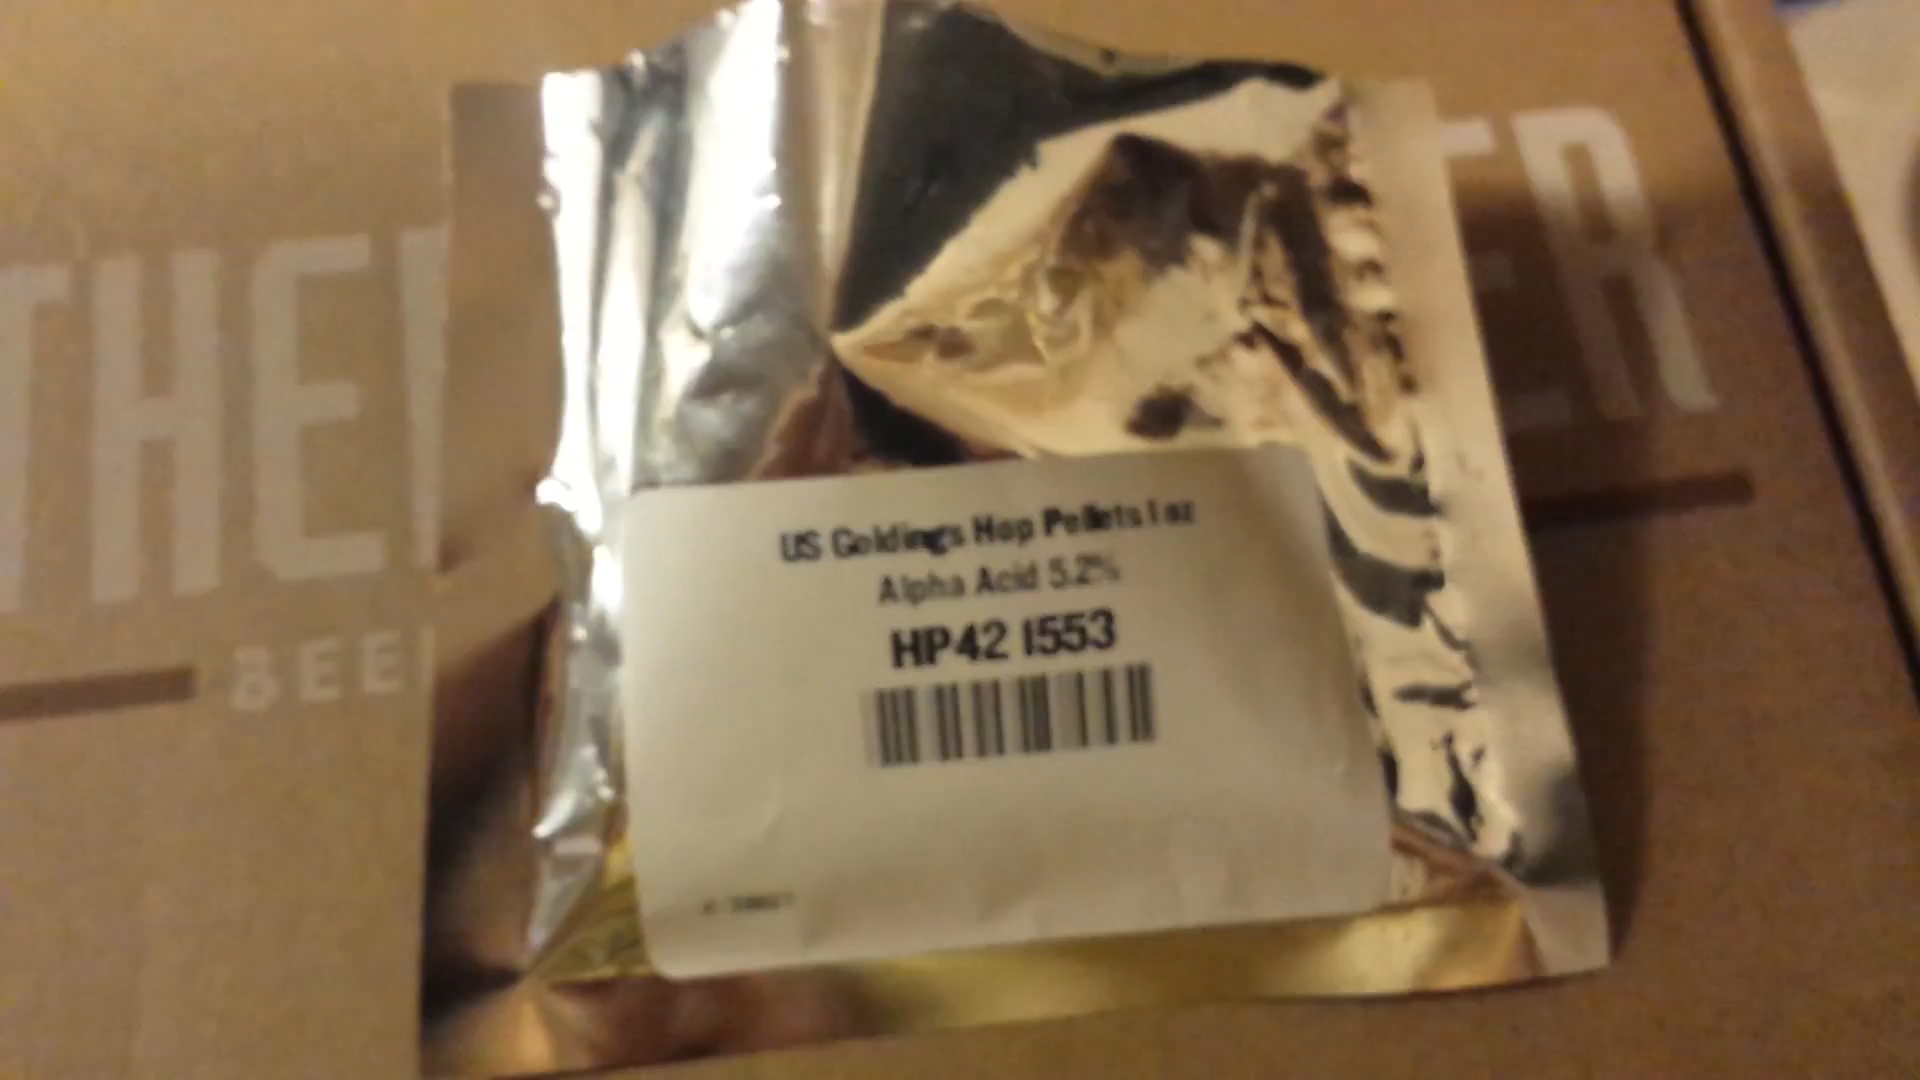 THE
ER
BEE
US Goldings Hop Pellets 1 oz
Alpha Acid 5.2%
HP42 1553